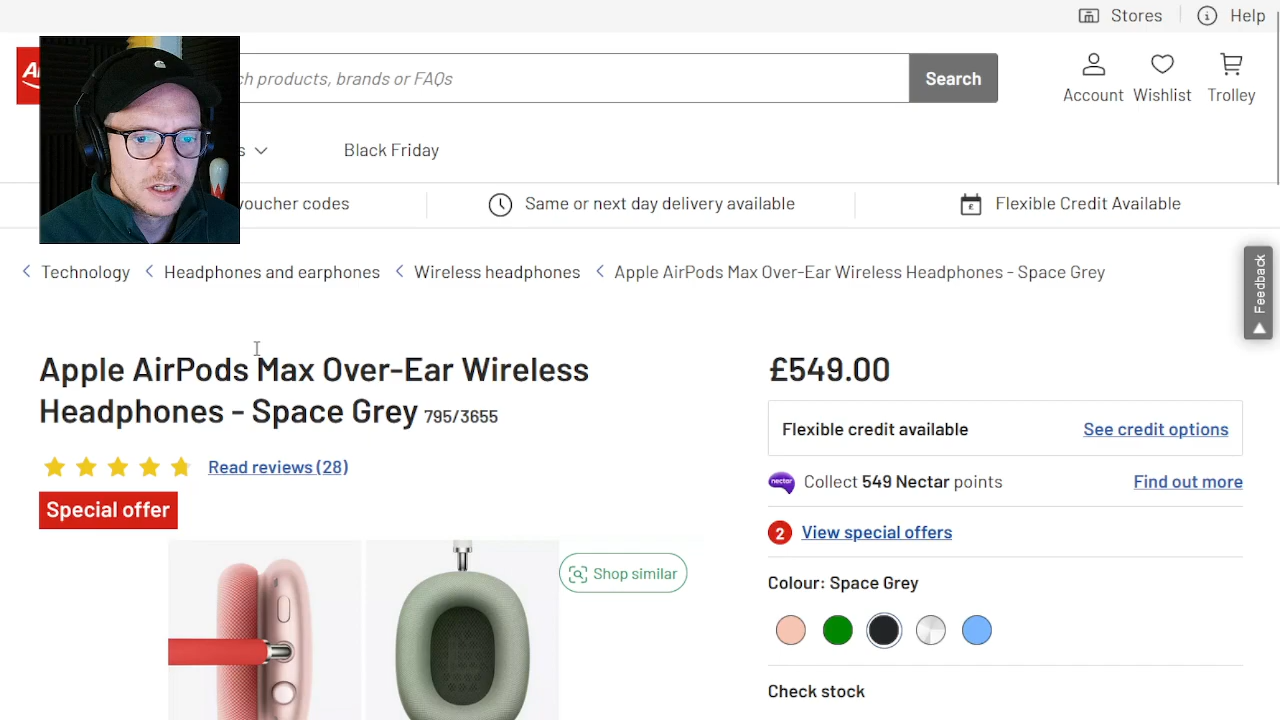 Stores
Help
ch products, brands or FAQs
Search
Account
Wishlist
Trolley
s
Black Friday
voucher codes
Same or next day delivery available
Flexible Credit Available
Technology
Headphones and earphones
Wireless headphones
Apple AirPods Max Over-Ear Wireless Headphones - Space Grey
Feedback
Apple AirPods Max Over-Ear Wireless
Headphones - Space Grey 795/3655
Read reviews (28)
Special offer
Shop similar
£549.00
Flexible credit available
See credit options
nectar
Collect 549 Nectar points
Find out more
2 View special offers
Colour: Space Grey
Check stock